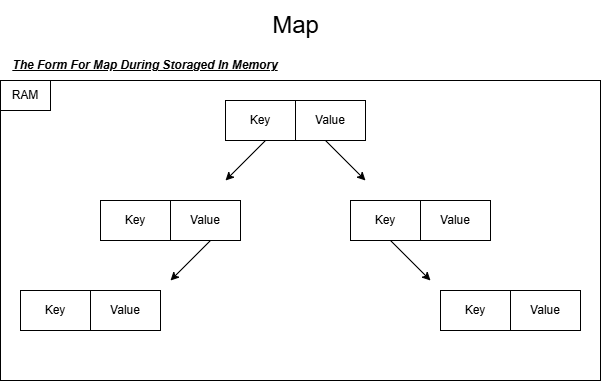 Map
The Form For Map During Storaged In Memory
RAM
Key Value
Key Value
Key Value
Key Value
Key Value